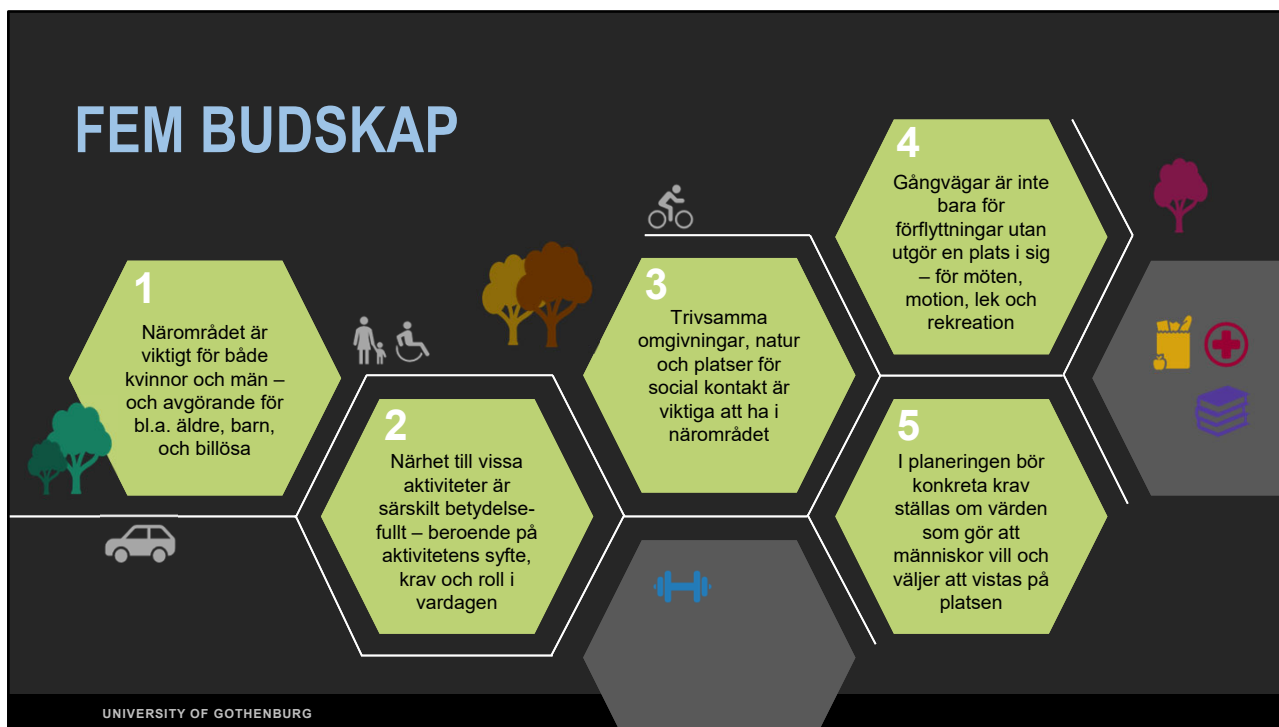 FEM BUDSKAP
1
Närområdet är
viktigt för både
kvinnor och män –
och avgörande för
bl.a. äldre, barn,
och billösa
2
Närhet till vissa
aktiviteter är
särskilt betydelse-
fullt – beroende på
aktivitetens syfte,
krav och roll i
vardagen
3
Trivsamma
omgivningar, natur
och platser för
social kontakt är
viktiga att ha i
närområdet
4
Gångvägar är inte
bara för
förflyttningar utan
utgör en plats i sig
– för möten,
motion, lek och
rekreation
5
I planeringen bör
konkreta krav
ställas om värden
som gör att
människor vill och
väljer att vistas på
platsen
UNIVERSITY OF GOTHENBURG